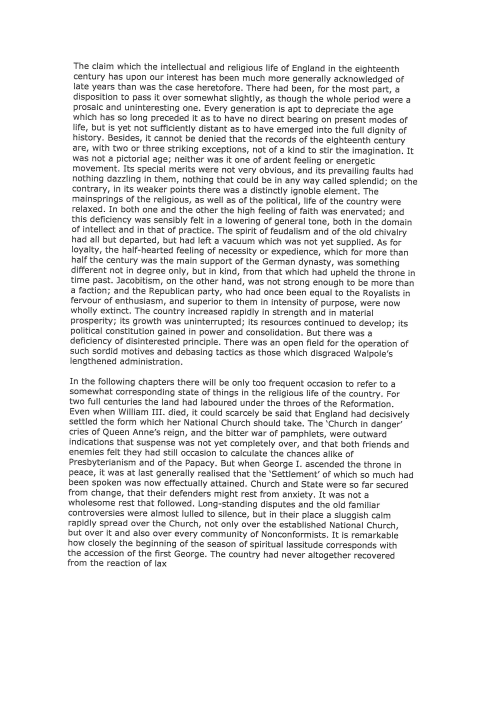 The claim which the intellectual and religious life of England in the eighteenth
century has upon our interest has been much more generally acknowledged of
late years than was the case heretofore. There had been, for the most part, a
disposition to pass it over somewhat slightly, as though the whole period were a
prosaic and uninteresting one. Every generation is apt to depreciate the age
which has so long preceded it as to have no direct bearing on present modes of
life, but is yet not sufficiently distant as to have emerged into the full dignity of
history. Besides, it cannot be denied that the records of the eighteenth century
are, with two or three striking exceptions, not of a kind to stir the imagination. It
was not a pictorial age; neither was it one of ardent feeling or energetic
movement. Its special merits were not very obvious, and its prevailing faults had
nothing dazzling in them, nothing that could be in any way called splendid; on the
contrary, in its weaker points there was a distinctly ignoble element. The
mainsprings of the religious, as well as of the political, life of the country were
relaxed. In both one and the other the high feeling of faith was enervated; and
this deficiency was sensibly felt in a lowering of general tone, both in the domain
of intellect and in that of practice. The spirit of feudalism and of the old chivalry
had all but departed, but had left a vacuum which was not yet supplied. As for
loyalty, the half-hearted feeling of necessity or expedience, which for more than
half the century was the main support of the German dynasty, was something
different not in degree only, but in kind, from that which had upheld the throne in
time past. Jacobitism, on the other hand, was not strong enough to be more than
a faction; and the Republican party, who had once been equal to the Royalists in
fervour of enthusiasm, and superior to them in intensity of purpose, were now
wholly extinct. The country increased rapidly in strength and in material
prosperity; its growth was uninterrupted; its resources continued to develop; its
political constitution gained in power and consolidation. But there was a
deficiency of disinterested principle. There was an open field for the operation of
such sordid motives and debasing tactics as those which disgraced Walpole's
lengthened administration.
In the following chapters there will be only too frequent occasion to refer to a
somewhat corresponding state of things in the religious life of the country. For
two full centuries the land had laboured under the throes of the Reformation.
Even when William III. died, it could scarcely be said that England had decisively
settled the form which her National Church should take. The 'Church in danger'
cries of Queen Anne's reign, and the bitter war of pamphlets, were outward
indications that suspense was not yet completely over, and that both friends and
enemies felt they had still occasion to calculate the chances alike of
Presbyterianism and of the Papacy. But when George I. ascended the throne in
peace, it was at last generally realised that the 'Settlement' of which so much had
been spoken was now effectually attained. Church and State were so far secured
from change, that their defenders might rest from anxiety. It was not a
wholesome rest that followed. Long-standing disputes and the old familiar
controversies were almost lulled to silence, but in their place a sluggish calm
rapidly spread over the Church, not only over the established National Church,
but over it and also over every community of Nonconformists. It is remarkable
how closely the beginning of the season of spiritual lassitude corresponds with
the accession of the first George. The country had never altogether recovered
from the reaction of lax